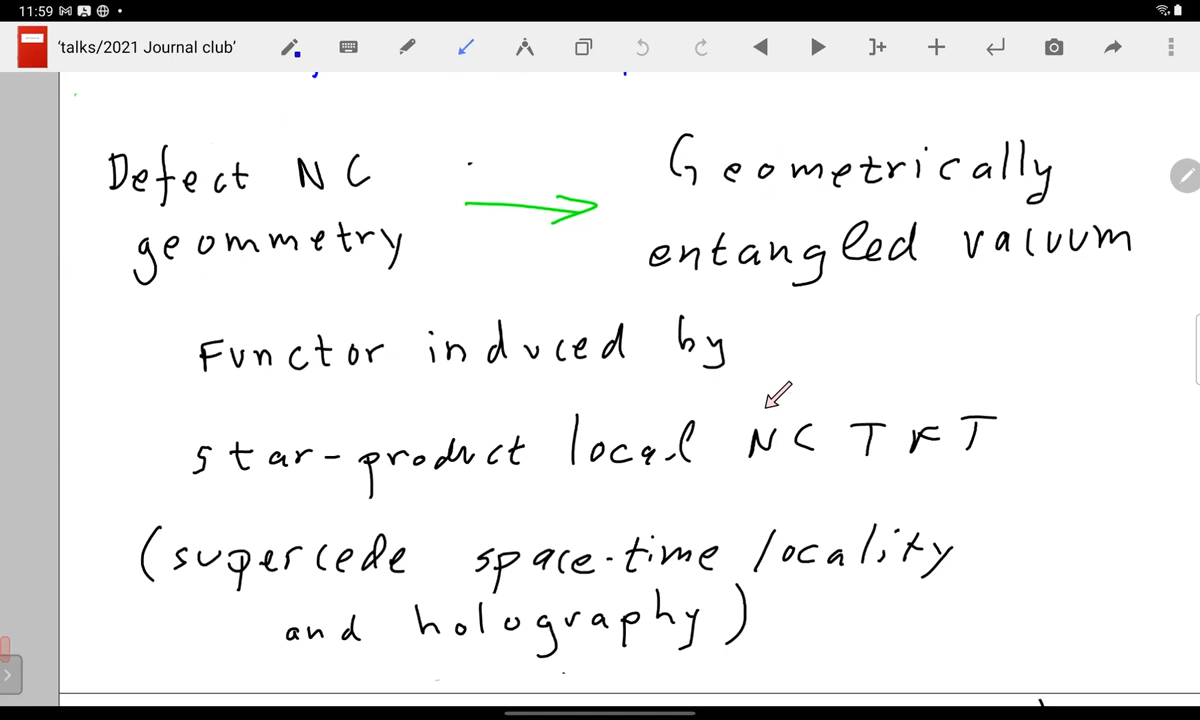 11:59
'talks/2021 Journal club'
Defect NC
geommetry
Geometrically
entangled vacuum
Functor induced by
star-product local NC TFT
(supercede space-time locality
and holography)